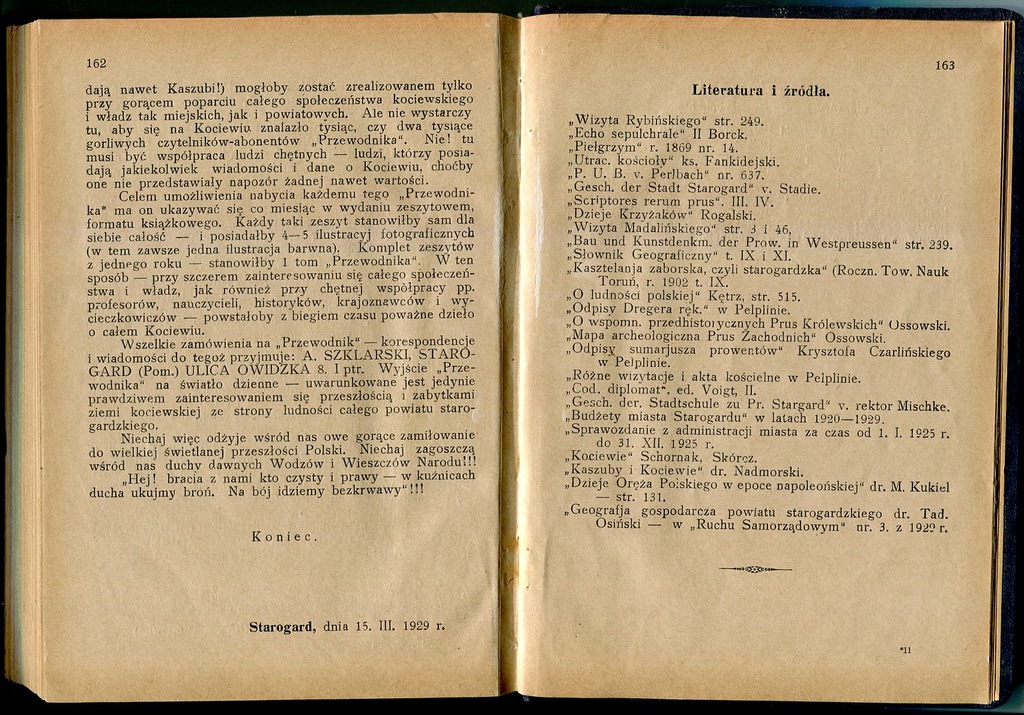 162
dają nawet Kaszubi!) mogłoby zostać zrealizowanem tylko
przy gorącem poparciu całego społeczeństwa kociewskiego
i władz tak miejskich, jak i powiatowych. Ale nie wystarczy
tu, aby się na Kociewiu znalazło tysiąc, czy dwa tysiące
gorliwych czytelników-abonentów „Przewodnika". Nie! tu
musi być współpraca ludzi chętnych — ludzi, którzy posia-
dają jakiekolwiek wiadomości i dane o Kociewiu, choćby
one nie przedstawiały napozór żadnej nawet wartości.
Celem umożliwienia nabycia każdemu tego „Przewodni-
ka" ma on ukazywać się co miesiąc w wydaniu zeszytowem,
formatu książkowego. Każdy taki zeszyt stanowiłby sam dla
siebie całość — i posiadałby 4—5 ilustracyj fotograficznych
(w tem zawsze jedna ilustracja barwna). Komplet zeszytów
z jednego roku — stanowiłby 1 tom „Przewodnika". W ten
sposób — przy szczerem zainteresowaniu się całego społeczeń-
stwa i władz, jak również przy chętnej współpracy pp.
profesorów, nauczycieli, historyków, krajoznawców i wy-
cieczkowiczów — powstałoby z biegiem czasu poważne dzieło
o całem Kociewiu.
Wszelkie zamówienia na „Przewodnik" — korespondencje
i wiadomości do tegoż przyjmuje: A. SZKLARSKI, STARO-
GARD (Pom.) ULICA OWIDZKA 8. I ptr. Wyjście „Prze-
wodnika" na światło dzienne — uwarunkowane jest jedynie
prawdziwem zainteresowaniem się przeszłością i zabytkami
ziemi kociewskiej ze strony ludności całego powiatu staro-
gardzkiego.
Niechaj więc odżyje wśród nas owe gorące zamiłowanie
do wielkiej świetlanej przeszłości Polski. Niechaj zagoszczą
wśród nas duchy dawnych Wodzów i Wieszczów Narodu!!!
„Hej! bracia z nami kto czysty i prawy — w kuźnicach
ducha ukujmy broń. Na bój idziemy bezkrwawy"!!!
Koniec.
Starogard, dnia 15. III. 1929 r.
163
Literatura i źródła.
„Wizyta Rybińskiego" str. 249.
„Echo sepulchrale" II Borck.
„Pielgrzym" r. 1869 nr. 14.
„Utrac. kościoły" ks. Fankidejski.
„P. U. B. v. Perlbach" nr. 637.
„Gesch. der Stadt Starogard" v. Stadie.
„Scriptores rerum prus". III. IV.
„Dzieje Krzyżaków" Rogalski.
„Wizyta Madalińskiego" str. 3 i 46,
„Bau und Kunstdenkm. der Prow. in Westpreussen" str. 239.
„Słownik Geograficzny" t. IX i XI.
„Kasztelanja zaborska, czyli starogardzka" (Roczn. Tow. Nauk
Toruń, r. 1902 t. IX.
„O ludności polskiej" Kętrz, str. 515.
„Odpisy Dregera ręk." w Pelplinie.
„O wspomn. przedhistorycznych Prus Królewskich" Ossowski.
„Mapa archeologiczna Prus Zachodnich" Ossowski.
„Odpisy sumarjusza prowentów" Krysztofa Czarlińskiego
w Pelplinie.
„Różne wizytacje i akta kościelne w Pelplinie.
„Cod. diplomat". ed. Voigt, II.
„Gesch. der. Stadtschule zu Pr. Stargard" v. rektor Mischke.
„Budżety miasta Starogardu" w latach 1920—1929.
„Sprawozdanie z administracji miasta za czas od 1. I. 1925 r.
do 31. XII. 1925 r.
„Kociewie" Schornak, Skórcz.
„Kaszuby i Kociewie" dr. Nadmorski.
„Dzieje Oręża Polskiego w epoce napoleońskiej" dr. M. Kukiel
— str. 131.
„Geografja gospodarcza powiatu starogardzkiego dr. Tad.
Osiński — w „Ruchu Samorządowym" nr. 3. z 1929 r.
*11